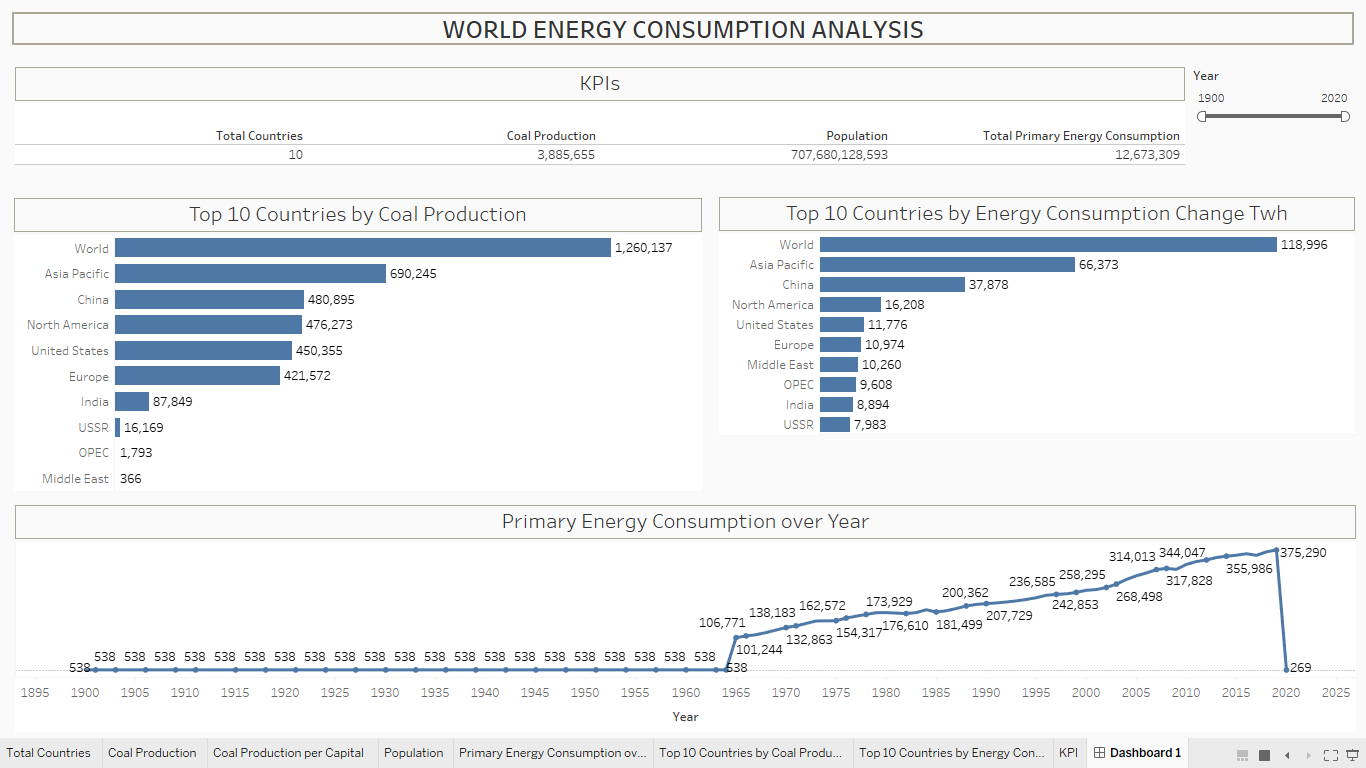 WORLD ENERGY CONSUMPTION ANALYSIS
KPIs
Year
1900 2020
Total Countries Coal Production Population Total Primary Energy Consumption
10 3,885,655 707,680,128,593 12,673,309
Top 10 Countries by Coal Production
World 1,260,137
Asia Pacific 690,245
China 480,895
North America 476,273
United States 450,355
Europe 421,572
India 87,849
USSR 16,169
OPEC 1,793
Middle East 366
Top 10 Countries by Energy Consumption Change Twh
World 118,996
Asia Pacific 66,373
China 37,878
North America 16,208
United States 11,776
Europe 10,974
Middle East 10,260
OPEC 9,608
India 8,894
USSR 7,983
Primary Energy Consumption over Year
314,013 344,047 375,290
236,585 258,295 317,828 355,986
200,362 242,853 268,498
138,183 162,572 173,929 207,729
106,771 132,863 154,317 176,610 181,499
101,244
538 538 538 538 538 538 538 538 538 538 538 538 538 538 538 538 538 538 538 538 538
538 538 269
1895 1900 1905 1910 1915 1920 1925 1930 1935 1940 1945 1950 1955 1960 1965 1970 1975 1980 1985 1990 1995 2000 2005 2010 2015 2020 2025
Year
Total Countries Coal Production Coal Production per Capital Population Primary Energy Consumption ov... Top 10 Countries by Coal Produ... Top 10 Countries by Energy Con... KPI Dashboard 1